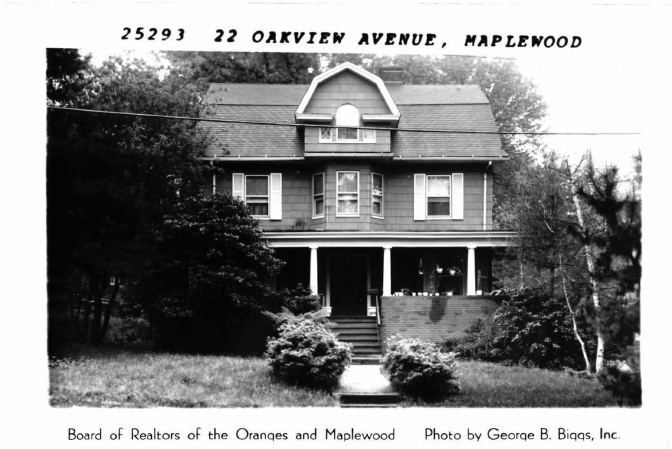 25293 22 OAKVIEW AVENUE, MAPLEWOOD
Board of Realtors of the Oranges and Maplewood Photo by George B. Biggs, Inc.